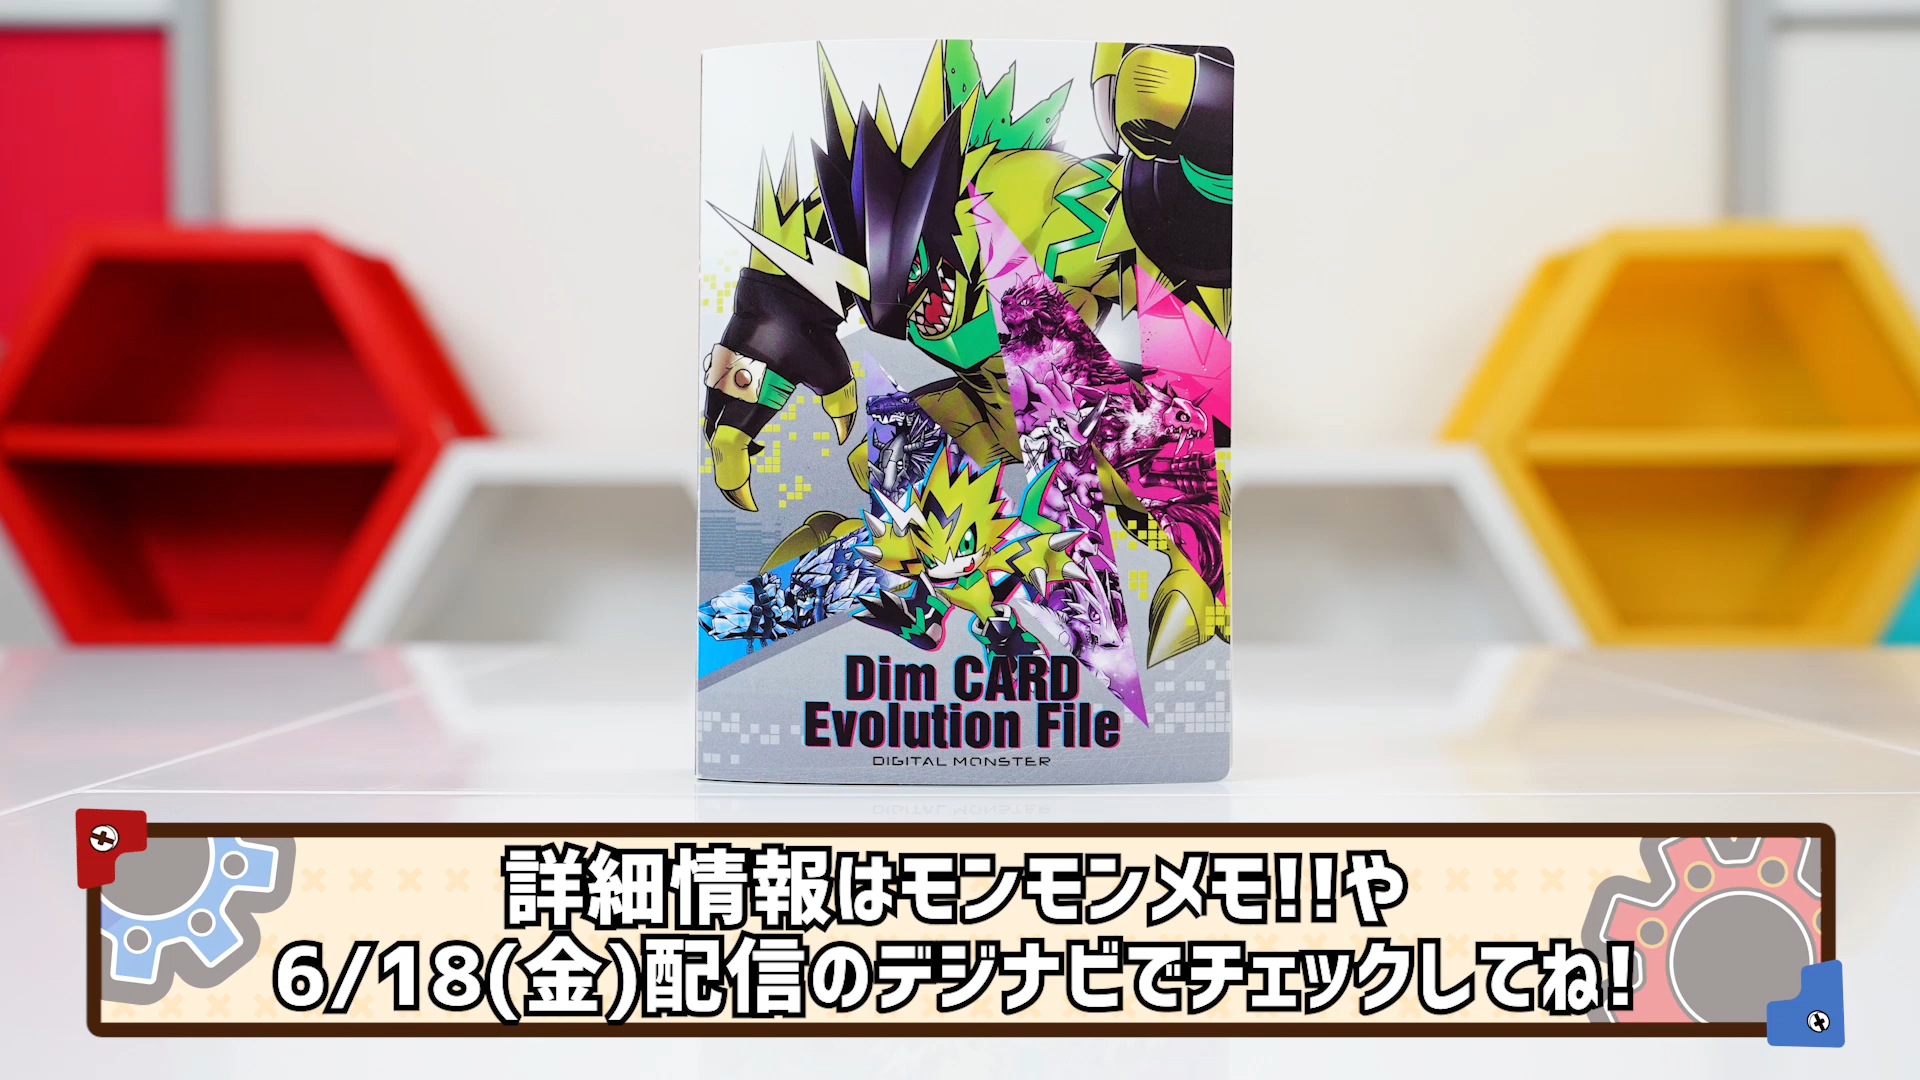 Dim CARD
Evolution File
DIGITAL MONSTER
詳細情報はモンモンメモ!!や
6/18(金)配信のデジナビでチェックしてね!